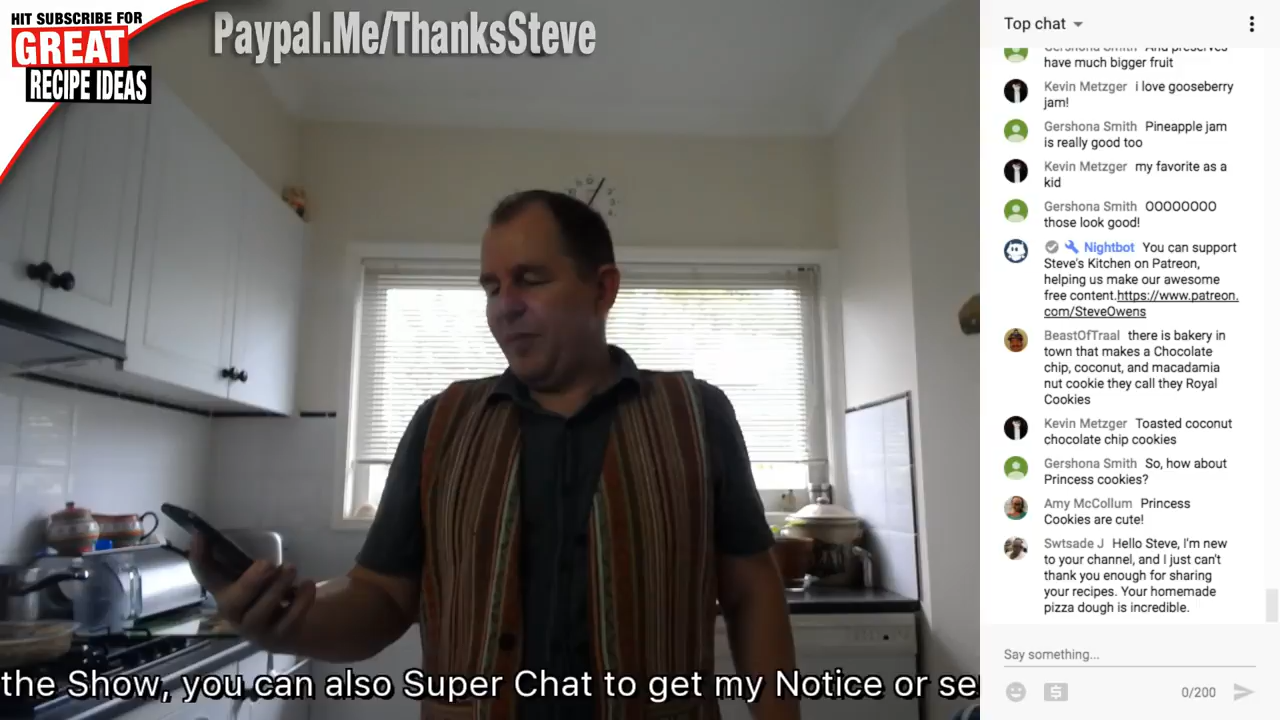 HIT SUBSCRIBE FOR
GREAT
RECIPE IDEAS
Paypal.Me/ThanksSteve
the Show, you can also Super Chat to get my Notice or se
Top chat
Gershona Smith And preserves
have much bigger fruit
Kevin Metzger i love gooseberry
jam!
Gershona Smith Pineapple jam
is really good too
Kevin Metzger my favorite as a
kid
Gershona Smith OOOOOOOO
those look good!
Nightbot You can support
Steve's Kitchen on Patreon,
helping us make our awesome
free content.https://www.patreon.
com/SteveOwens
BeastOfTraal there is bakery in
town that makes a Chocolate
chip, coconut, and macadamia
nut cookie they call they Royal
Cookies
Kevin Metzger Toasted coconut
chocolate chip cookies
Gershona Smith So, how about
Princess cookies?
Amy McCollum Princess
Cookies are cute!
Swtsade J Hello Steve, I'm new
to your channel, and I just can't
thank you enough for sharing
your recipes. Your homemade
pizza dough is incredible.
Say something...
0/200